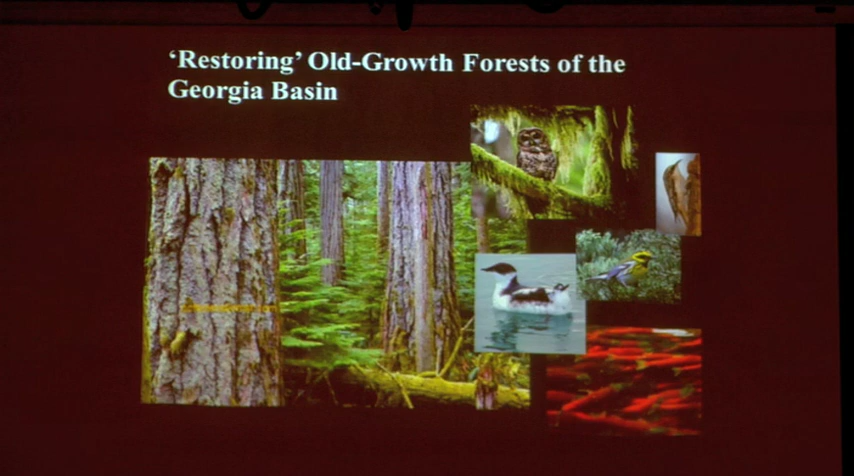 ‘Restoring’ Old-Growth Forests of the
Georgia Basin